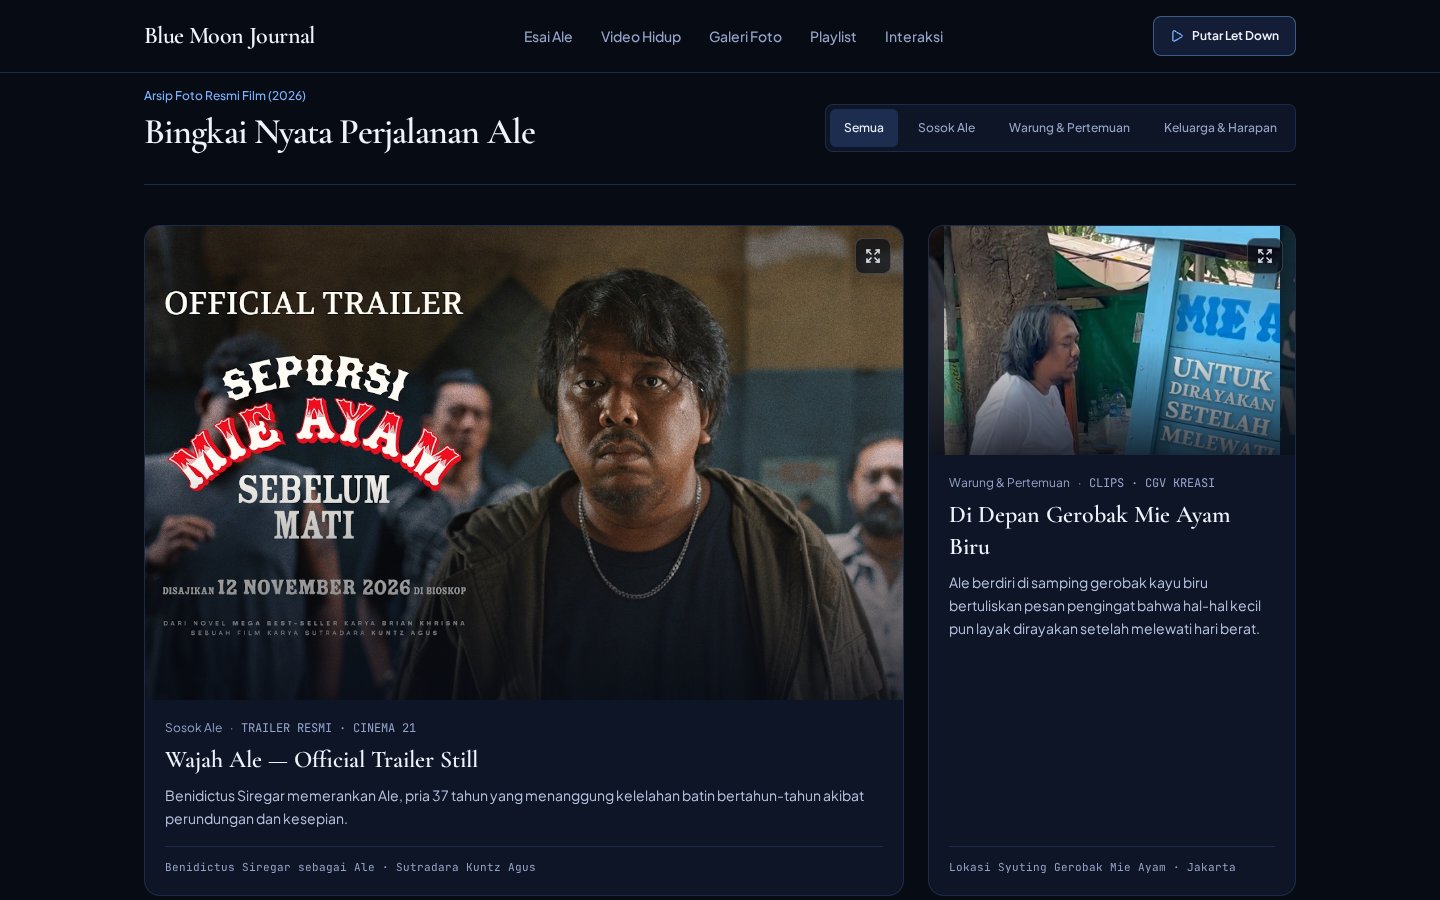 Blue Moon Journal
Esai Ale
Video Hidup
Galeri Foto
Playlist
Interaksi
Putar Let Down
Arsip Foto Resmi Film (2026)
Bingkai Nyata Perjalanan Ale
Semua
Sosok Ale
Warung & Pertemuan
Keluarga & Harapan
OFFICIAL TRAILER
SEPORSI
MIE AYAM
SEBELUM
MATI
DISAJIKAN 12 NOVEMBER 2026 DI BIOSKOP
DARI NOVEL MEGA BEST-SELLER KARYA BRIAN KHRISNA
SEBUAH FILM KARYA SUTRADARA KUNTZ AGUS
Sosok Ale · TRAILER RESMI · CINEMA 21
Wajah Ale — Official Trailer Still
Benidictus Siregar memerankan Ale, pria 37 tahun yang menanggung kelelahan batin bertahun-tahun akibat
perundungan dan kesepian.
Benidictus Siregar sebagai Ale · Sutradara Kuntz Agus
MIE A
UNTUK
DIRAYAKAN
SETELAH
MELEWATI
Warung & Pertemuan · CLIPS · CGV KREASI
Di Depan Gerobak Mie Ayam
Biru
Ale berdiri di samping gerobak kayu biru
bertuliskan pesan pengingat bahwa hal-hal kecil
pun layak dirayakan setelah melewati hari berat.
Lokasi Syuting Gerobak Mie Ayam · Jakarta